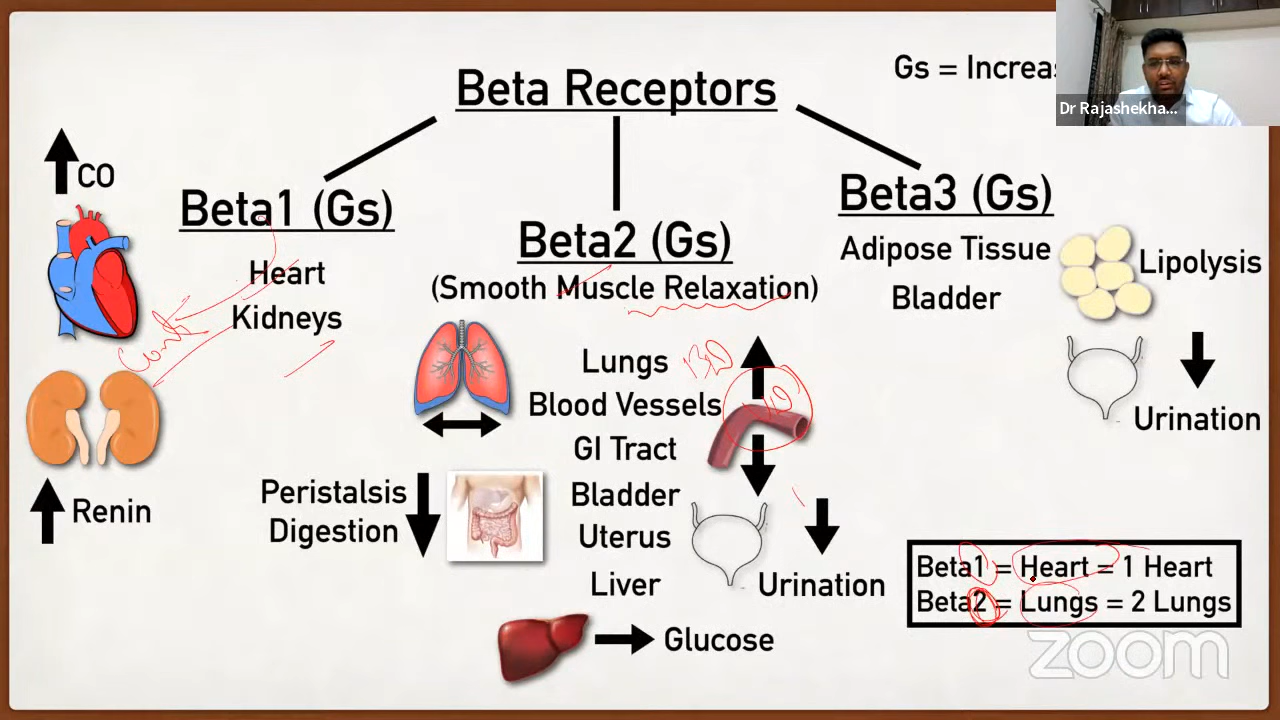 Beta Receptors
Gs = Increas
Dr Rajashekha...
CO
Beta1 (Gs)
Heart
Kidneys
Renin
Beta2 (Gs)
(Smooth Muscle Relaxation)
Lungs
Blood Vessels
GI Tract
Bladder
Uterus
Liver
Peristalsis
Digestion
Urination
Glucose
Beta3 (Gs)
Adipose Tissue
Bladder
Lipolysis
Urination
Beta1 = Heart = 1 Heart
Beta2 = Lungs = 2 Lungs
zoom